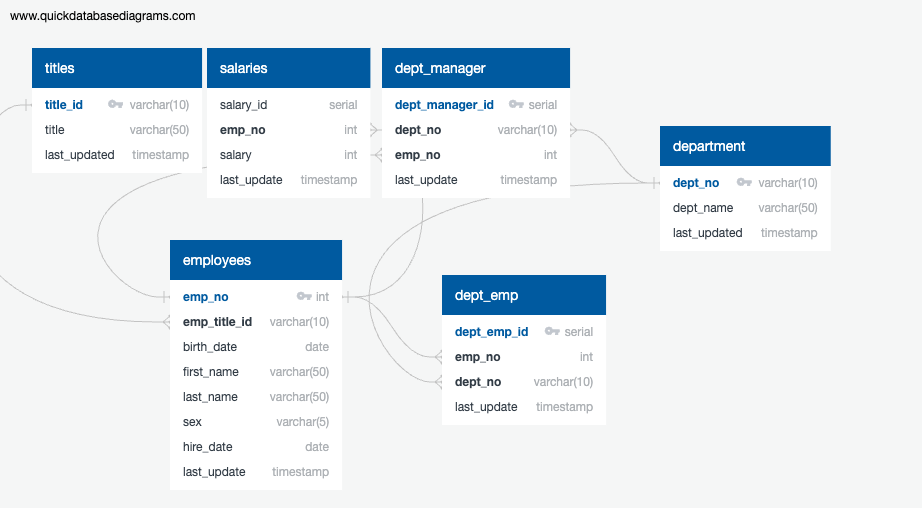 www.quickdatabasediagrams.com
titles
title_id varchar(10)
title varchar(50)
last_updated timestamp
salaries
salary_id serial
emp_no int
salary int
last_update timestamp
dept_manager
dept_manager_id serial
dept_no varchar(10)
emp_no int
last_update timestamp
department
dept_no varchar(10)
dept_name varchar(50)
last_updated timestamp
employees
emp_no int
emp_title_id varchar(10)
birth_date date
first_name varchar(50)
last_name varchar(50)
sex varchar(5)
hire_date date
last_update timestamp
dept_emp
dept_emp_id serial
emp_no int
dept_no varchar(10)
last_update timestamp